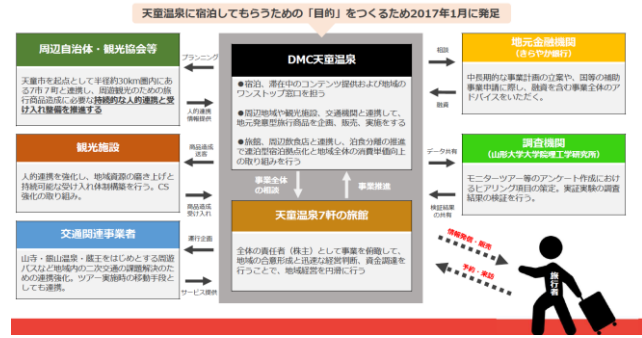 天童温泉に宿泊してもらうための「目的」をつくるため2017年1月に発足
周辺自治体・観光協会等
天童市を起点として半径約30km圏内にある
7市7町と連携し、周遊観光のための旅
行商品造成に必要な持続的な人的連携と受
け入れ整備を推進する
プランニング
人的連携
情報提供
観光施設
人的連携を強化し、地域資源の磨き上げと
持続可能な受け入れ体制構築を行う。CS
強化の取り組み。
商品造成
送客
商品造成
受け入れ
交通関連事業者
山寺・銀山温泉・蔵王をはじめとする周遊
バスなど地域内の二次交通の課題解決のた
めの連携強化。ツアー実施時の移動手段と
しても連携。
運行企画
サービス提供
DMC天童温泉
●宿泊、滞在中のコンテンツ提供および地域の
ワンストップ窓口を担う
●周辺地域や観光施設、交通機関と連携して、
地元発意型旅行商品を企画、販売、実施をする
●旅館、周辺飲食店と連携し、泊食分離の推進
で連泊型宿泊拠点化と地域全体の消費単価向上
の取り組みを行う
事業全体
の相談
事業推進
天童温泉7軒の旅館
全体の責任者（株主）として事業を俯瞰して、
地域の合意形成と迅速な経営判断、資金調達を
行うことで、地域経営を円滑に行う
相談
融資
地元金融機関
(きらやか銀行)
中長期的な事業計画の立案や、国等の補助
事業申請に際し、融資を含む事業全体のア
ドバイスをいただく。
データ共有
検証結果
の共有
調査機関
(山形大学大学院理工学研究所)
モニターツアー等のアンケート作成におけ
るヒアリング項目の策定。実証実験の調査
結果の検証を行う。
情報発信・販売
予約・来訪
旅行者